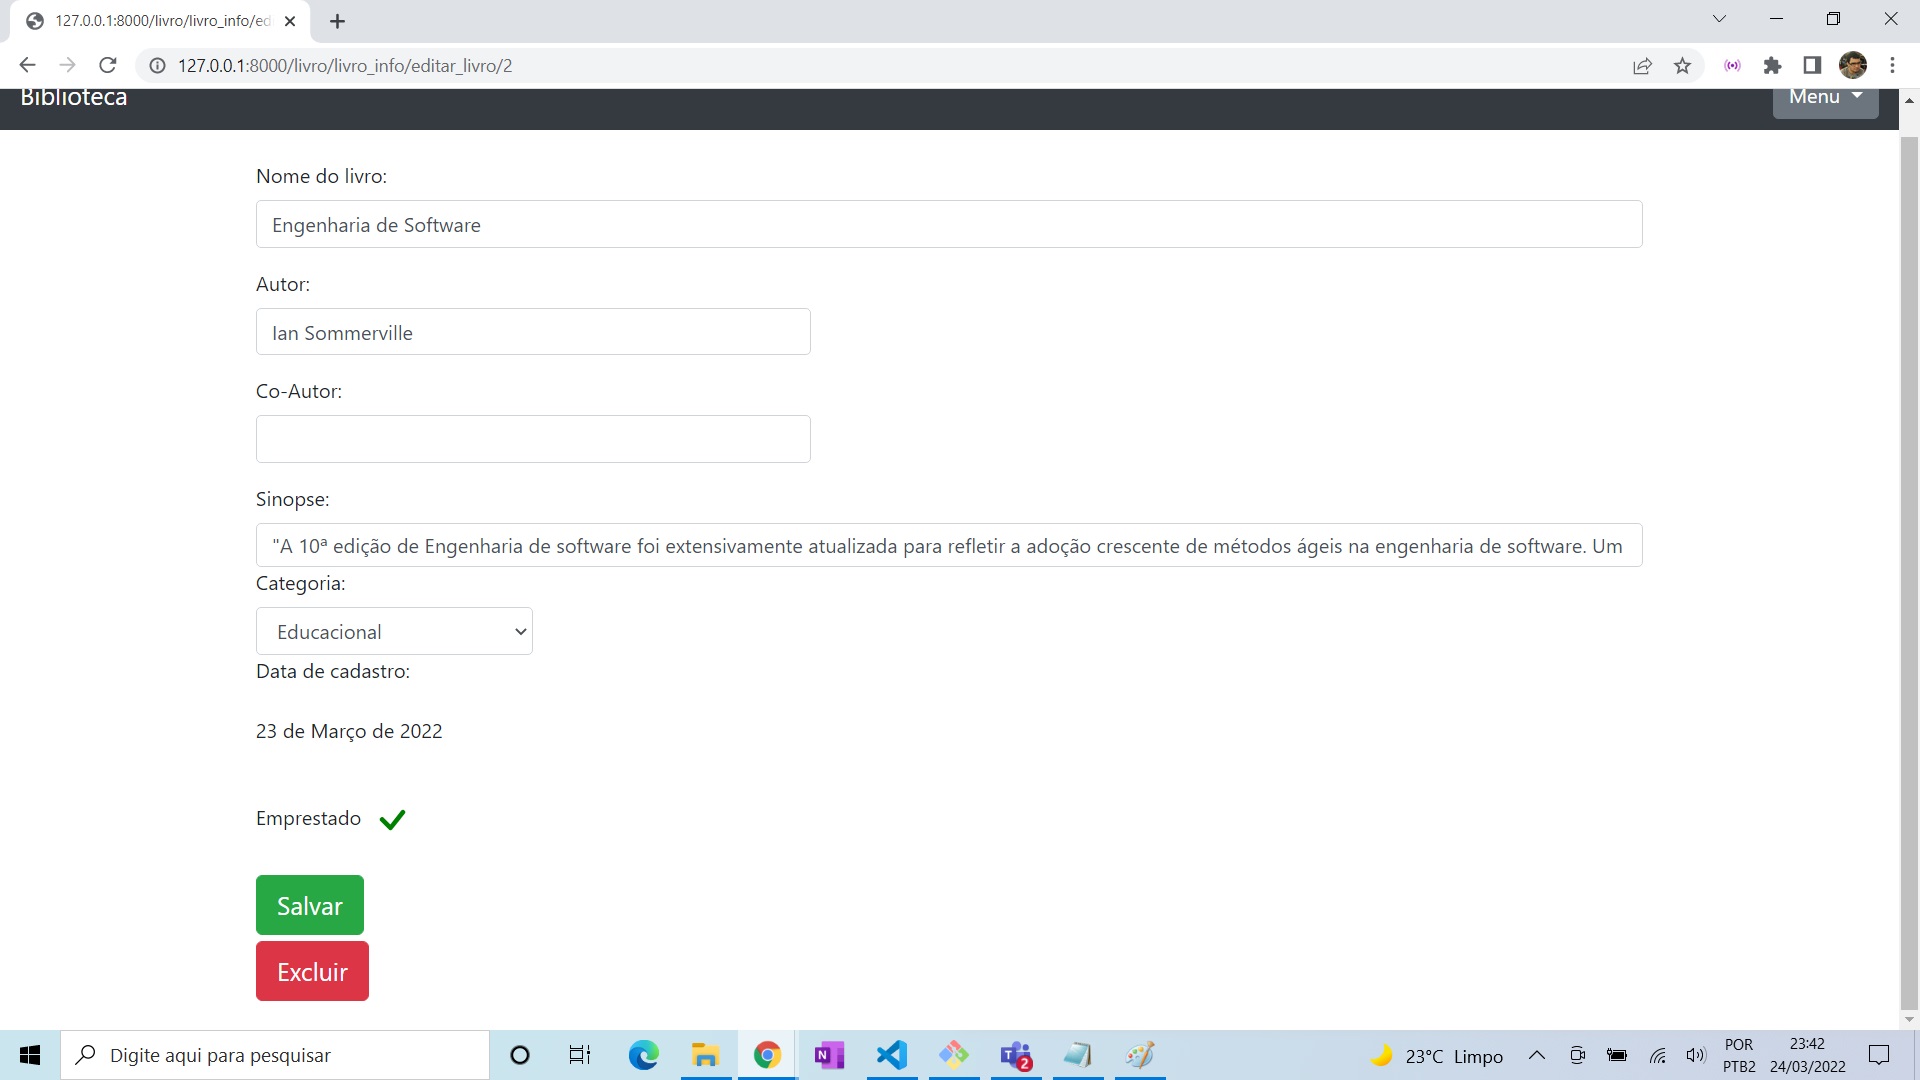 127.0.0.1:8000/livro/livro_info/ed
127.0.0.1:8000/livro/livro_info/editar_livro/2
Biblioteca
Menu
Nome do livro:
Engenharia de Software
Autor:
Ian Sommerville
Co-Autor:
Sinopse:
"A 10ª edição de Engenharia de software foi extensivamente atualizada para refletir a adoção crescente de métodos ágeis na engenharia de software. Um
Categoria:
Educacional
Data de cadastro:
23 de Março de 2022
Emprestado
Salvar
Excluir
Digite aqui para pesquisar
N
T
2
23°C Limpo
POR
PTB2
23:42
24/03/2022